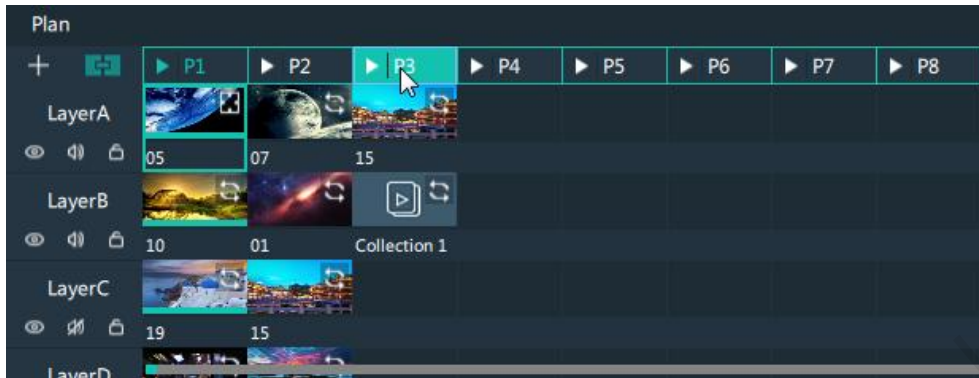 Plan
P1 P2 P3 P4 P5 P6 P7 P8
LayerA
05 07 15
LayerB
10 01 Collection 1
LayerC
19 15
LayerD